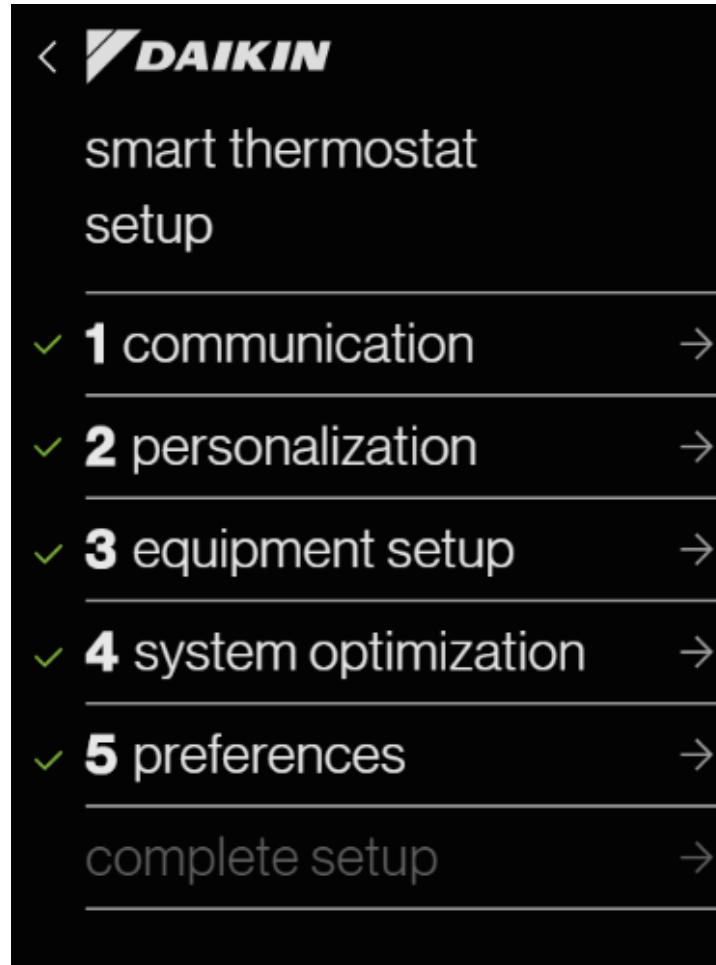 DAIKIN
smart thermostat
setup
1 communication
2 personalization
3 equipment setup
4 system optimization
5 preferences
complete setup